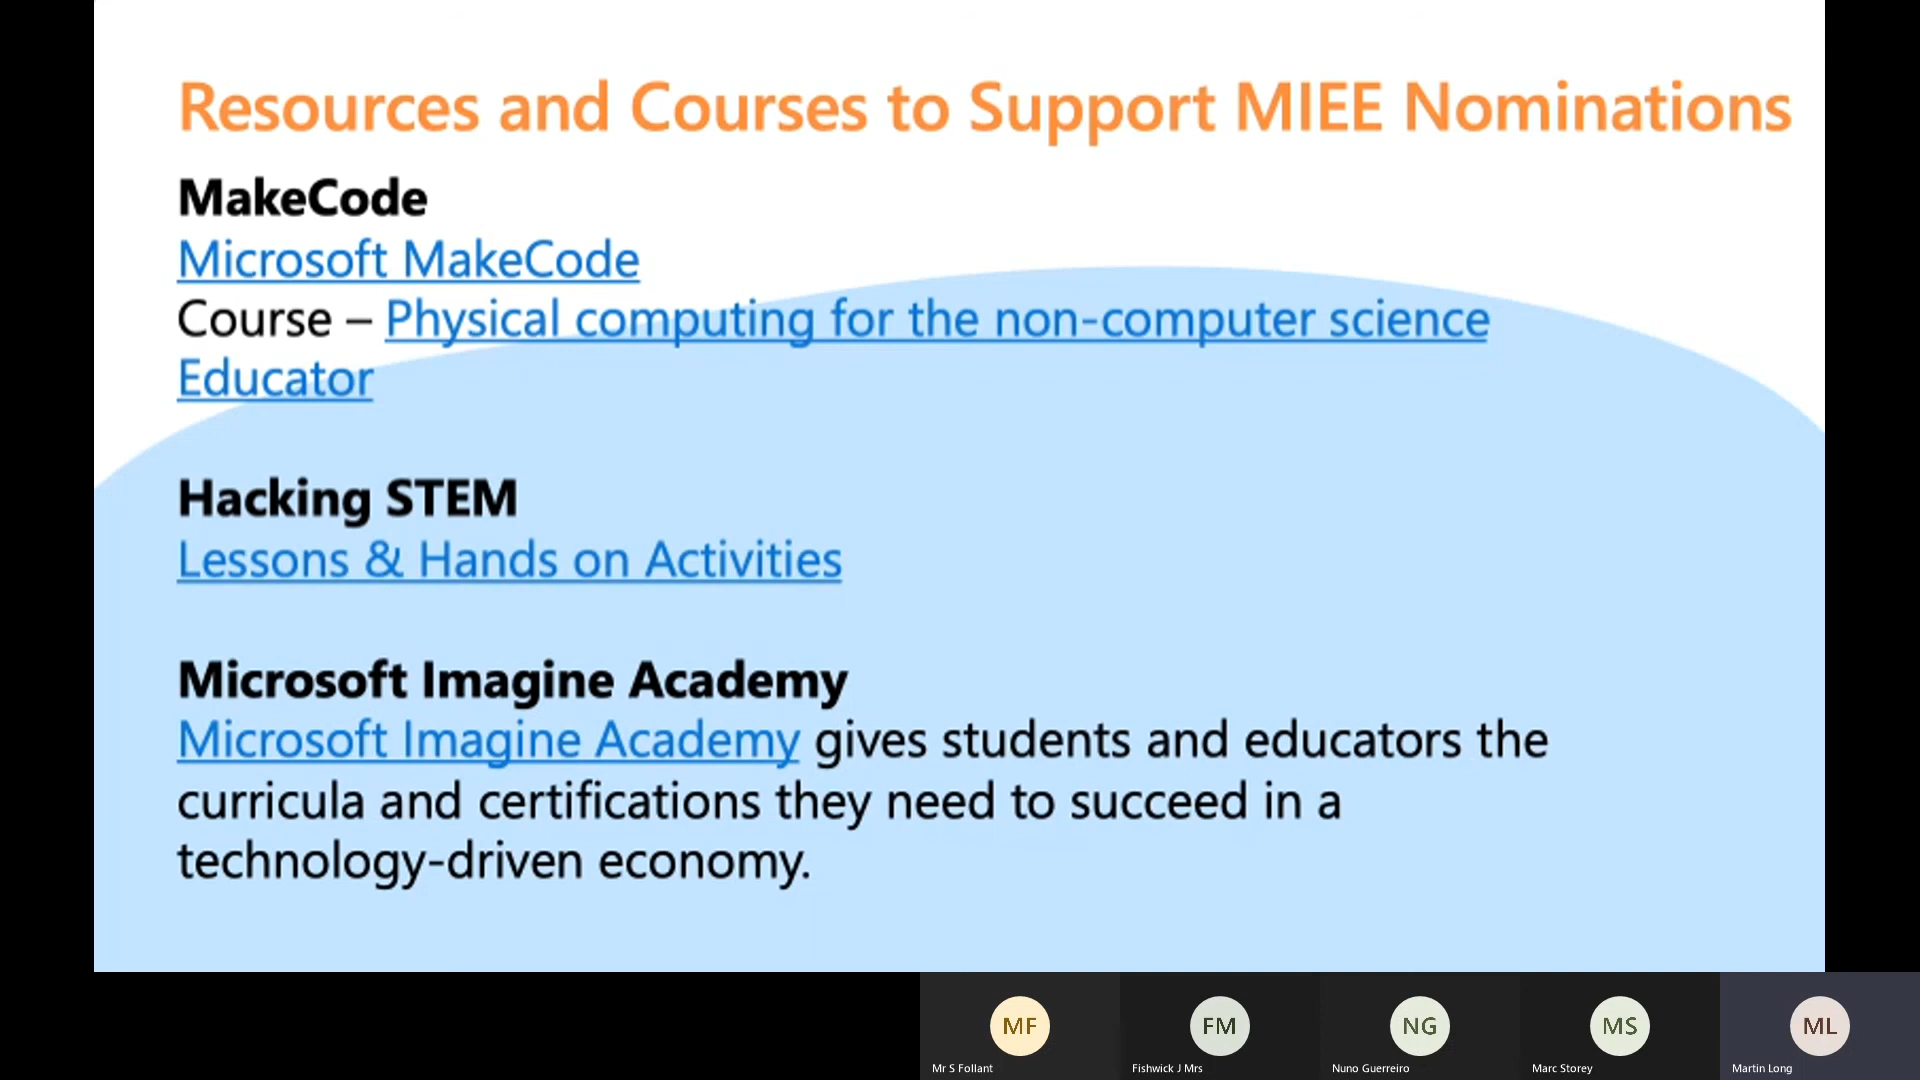 Resources and Courses to Support MIEE Nominations
MakeCode
Microsoft MakeCode
Course – Physical computing for the non-computer science
Educator
Hacking STEM
Lessons & Hands on Activities
Microsoft Imagine Academy
Microsoft Imagine Academy gives students and educators the
curricula and certifications they need to succeed in a
technology-driven economy.
MF
FM
NG
MS
ML
Mr S Follant
Fishwick J Mrs
Nuno Guerreiro
Marc Storey
Martin Long